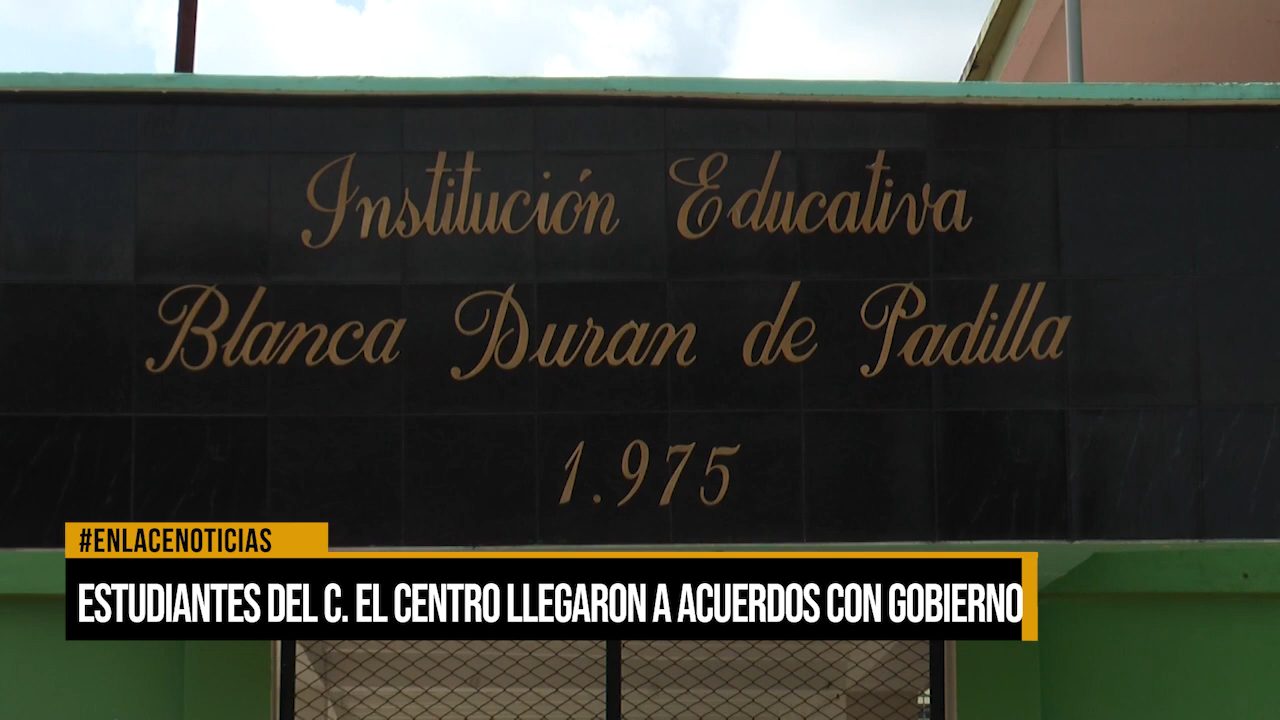 Institución Educativa
Blanca Duran de Padilla
1.975
#ENLACENOTICIAS
ESTUDIANTES DEL C. EL CENTRO LLEGARON A ACUERDOS CON GOBIERNO